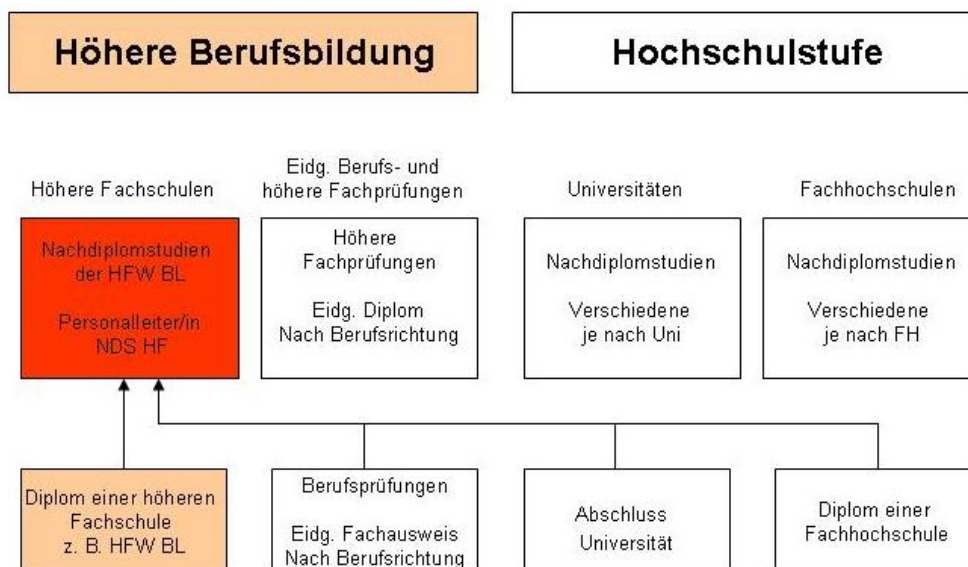 Höhere Berufsbildung
Hochschulstufe
Höhere Fachschulen
Eidg. Berufs- und
höhere Fachprüfungen
Universitäten
Fachhochschulen
Nachdiplomstudien
der HFW BL
Personalleiter/in
NDS HF
Höhere
Fachprüfungen
Eidg. Diplom
Nach Berufsrichtung
Nachdiplomstudien
Verschiedene
je nach Uni
Nachdiplomstudien
Verschiedene
je nach FH
Diplom einer höheren
Fachschule
z. B. HFW BL
Berufsprüfungen
Eidg. Fachausweis
Nach Berufsrichtung
Abschluss
Universität
Diplom einer
Fachhochschule